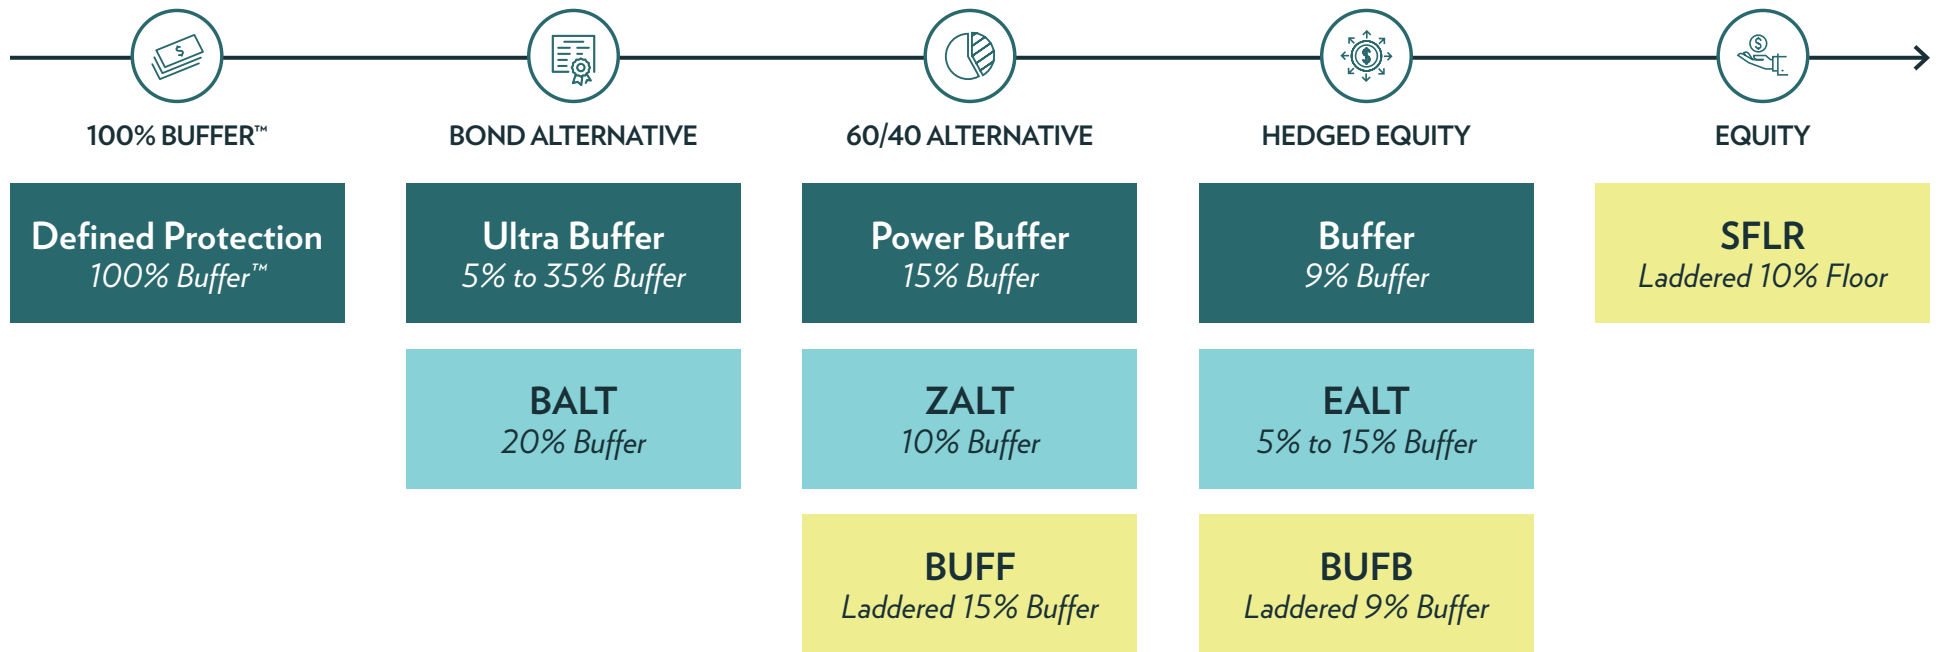 100% BUFFER™
BOND ALTERNATIVE
60/40 ALTERNATIVE
HEDGED EQUITY
EQUITY
Defined Protection
100% Buffer™
Ultra Buffer
5% to 35% Buffer
Power Buffer
15% Buffer
Buffer
9% Buffer
SFLR
Laddered 10% Floor
BALT
20% Buffer
ZALT
10% Buffer
EALT
5% to 15% Buffer
BUFF
Laddered 15% Buffer
BUFB
Laddered 9% Buffer